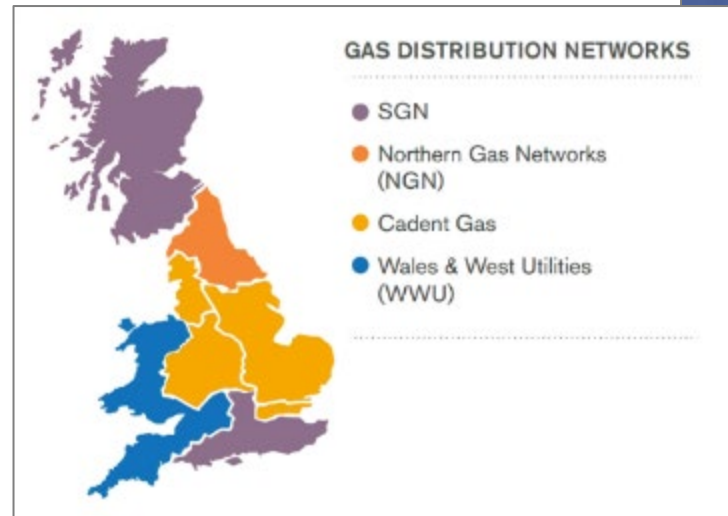 GAS DISTRIBUTION NETWORKS
SGN
Northern Gas Networks
(NGN)
Cadent Gas
Wales & West Utilities
(WWU)